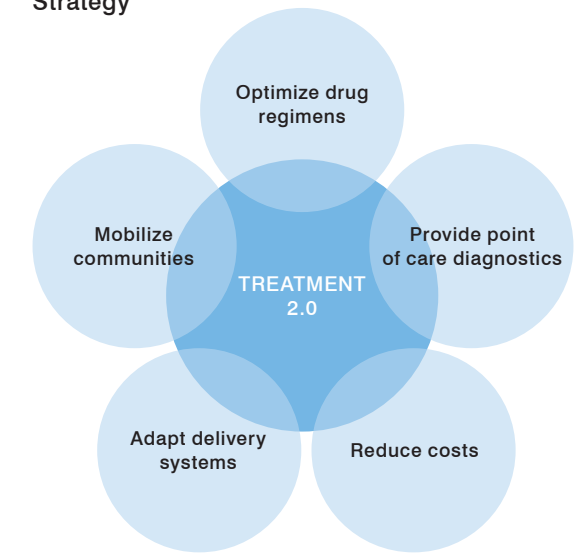 Strategy
Optimize drug
regimens
Mobilize
communities
Provide point
of care diagnostics
TREATMENT
2.0
Adapt delivery
systems
Reduce costs